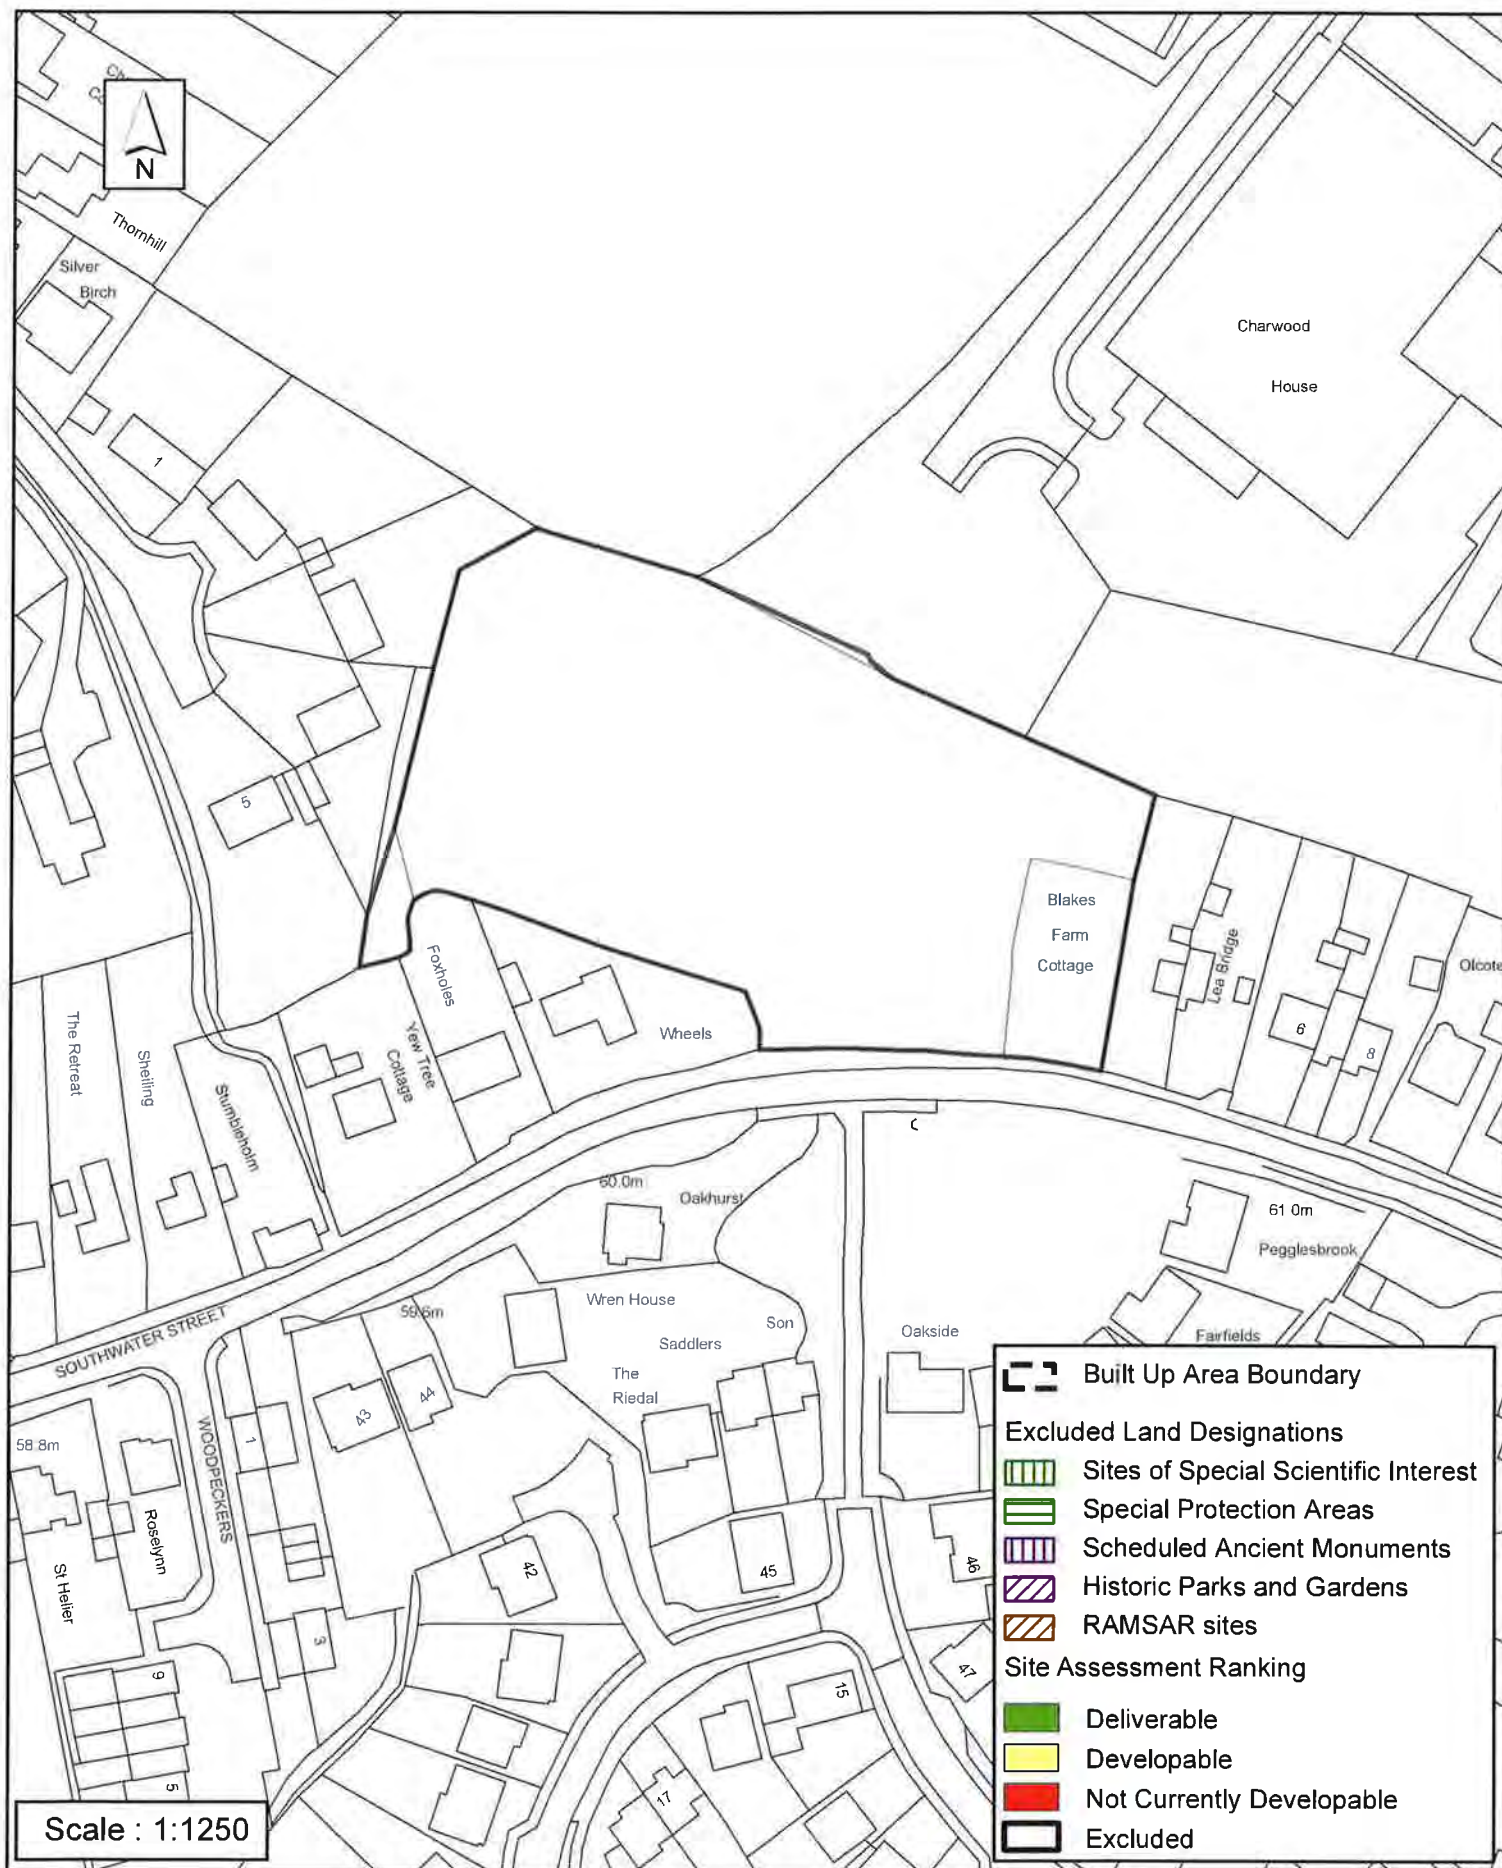 N
Thornhill
Silver
Birch
1
Charwood
House
5
Blakes
Farm
Cottage
Lea Bridge
Olcote
6
8
Foxholes
Wheels
Yew Tree
Cottage
The Retreat
Sheiling
Stumbleholm
60.0m
Oakhurst
61 0m
Pegglesbrook
Fairfields
SOUTHWATER STREET
59.6m
Wren House
Saddlers
Son
The
Riedal
Oakside
43
44
1
58.8m
WOODPECKERS
Roselynn
St Helier
42
45
46
47
3
9
5
15
17
Built Up Area Boundary
Excluded Land Designations
Sites of Special Scientific Interest
Special Protection Areas
Scheduled Ancient Monuments
Historic Parks and Gardens
RAMSAR sites
Site Assessment Ranking
Deliverable
Developable
Not Currently Developable
Excluded
Scale : 1:1250